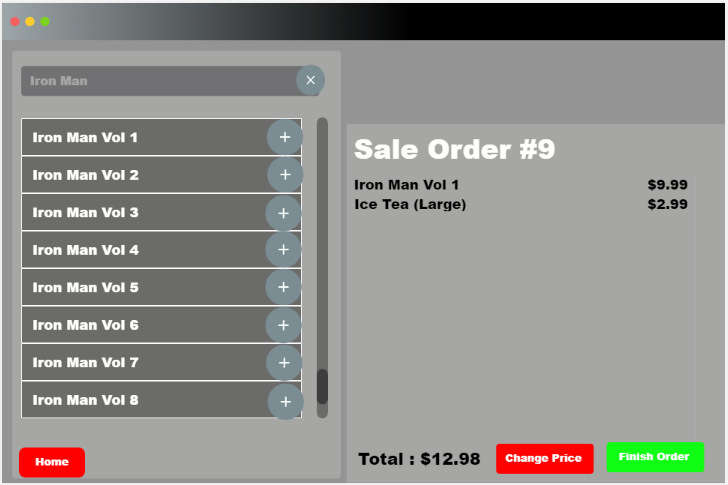 Iron Man
Iron Man Vol 1
Iron Man Vol 2
Iron Man Vol 3
Iron Man Vol 4
Iron Man Vol 5
Iron Man Vol 6
Iron Man Vol 7
Iron Man Vol 8
Home
Sale Order #9
Iron Man Vol 1 $9.99
Ice Tea (Large) $2.99
Total : $12.98
Change Price
Finish Order